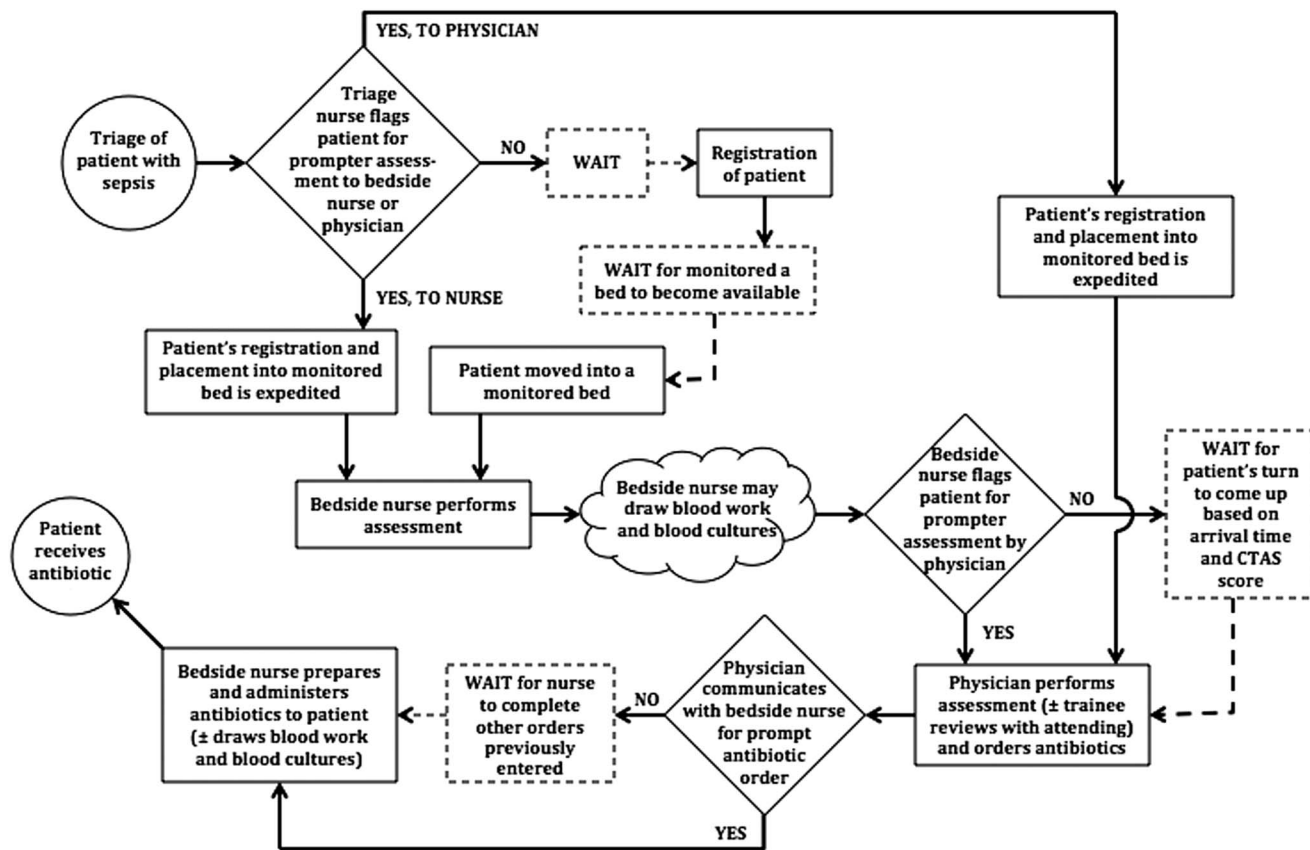 YES, TO PHYSICIAN
Triage of
patient with
sepsis
Triage
nurse flags
patient for
prompter assess-
ment to bedside
nurse or
physician
NO
WAIT
Registration
of patient
Patient's registration
and placement into
monitored bed is
expedited
WAIT for monitored a
bed to become available
YES, TO NURSE
Patient's registration and
placement into monitored
bed is expedited
Patient moved into a
monitored bed
Bedside nurse performs
assessment
Bedside nurse may
draw blood work
and blood cultures
Bedside
nurse flags
patient for
prompter
assessment by
physician
NO
WAIT for
patient's turn
to come up
based on
arrival time
and CTAS
score
YES
Physician performs
assessment (± trainee
reviews with attending)
and orders antibiotics
Physician
communicates
with bedside nurse
for prompt
antibiotic
order
NO
WAIT for nurse
to complete
other orders
previously
entered
YES
Bedside nurse prepares
and administers
antibiotics to patient
(± draws blood work
and blood cultures)
Patient
receives
antibiotic